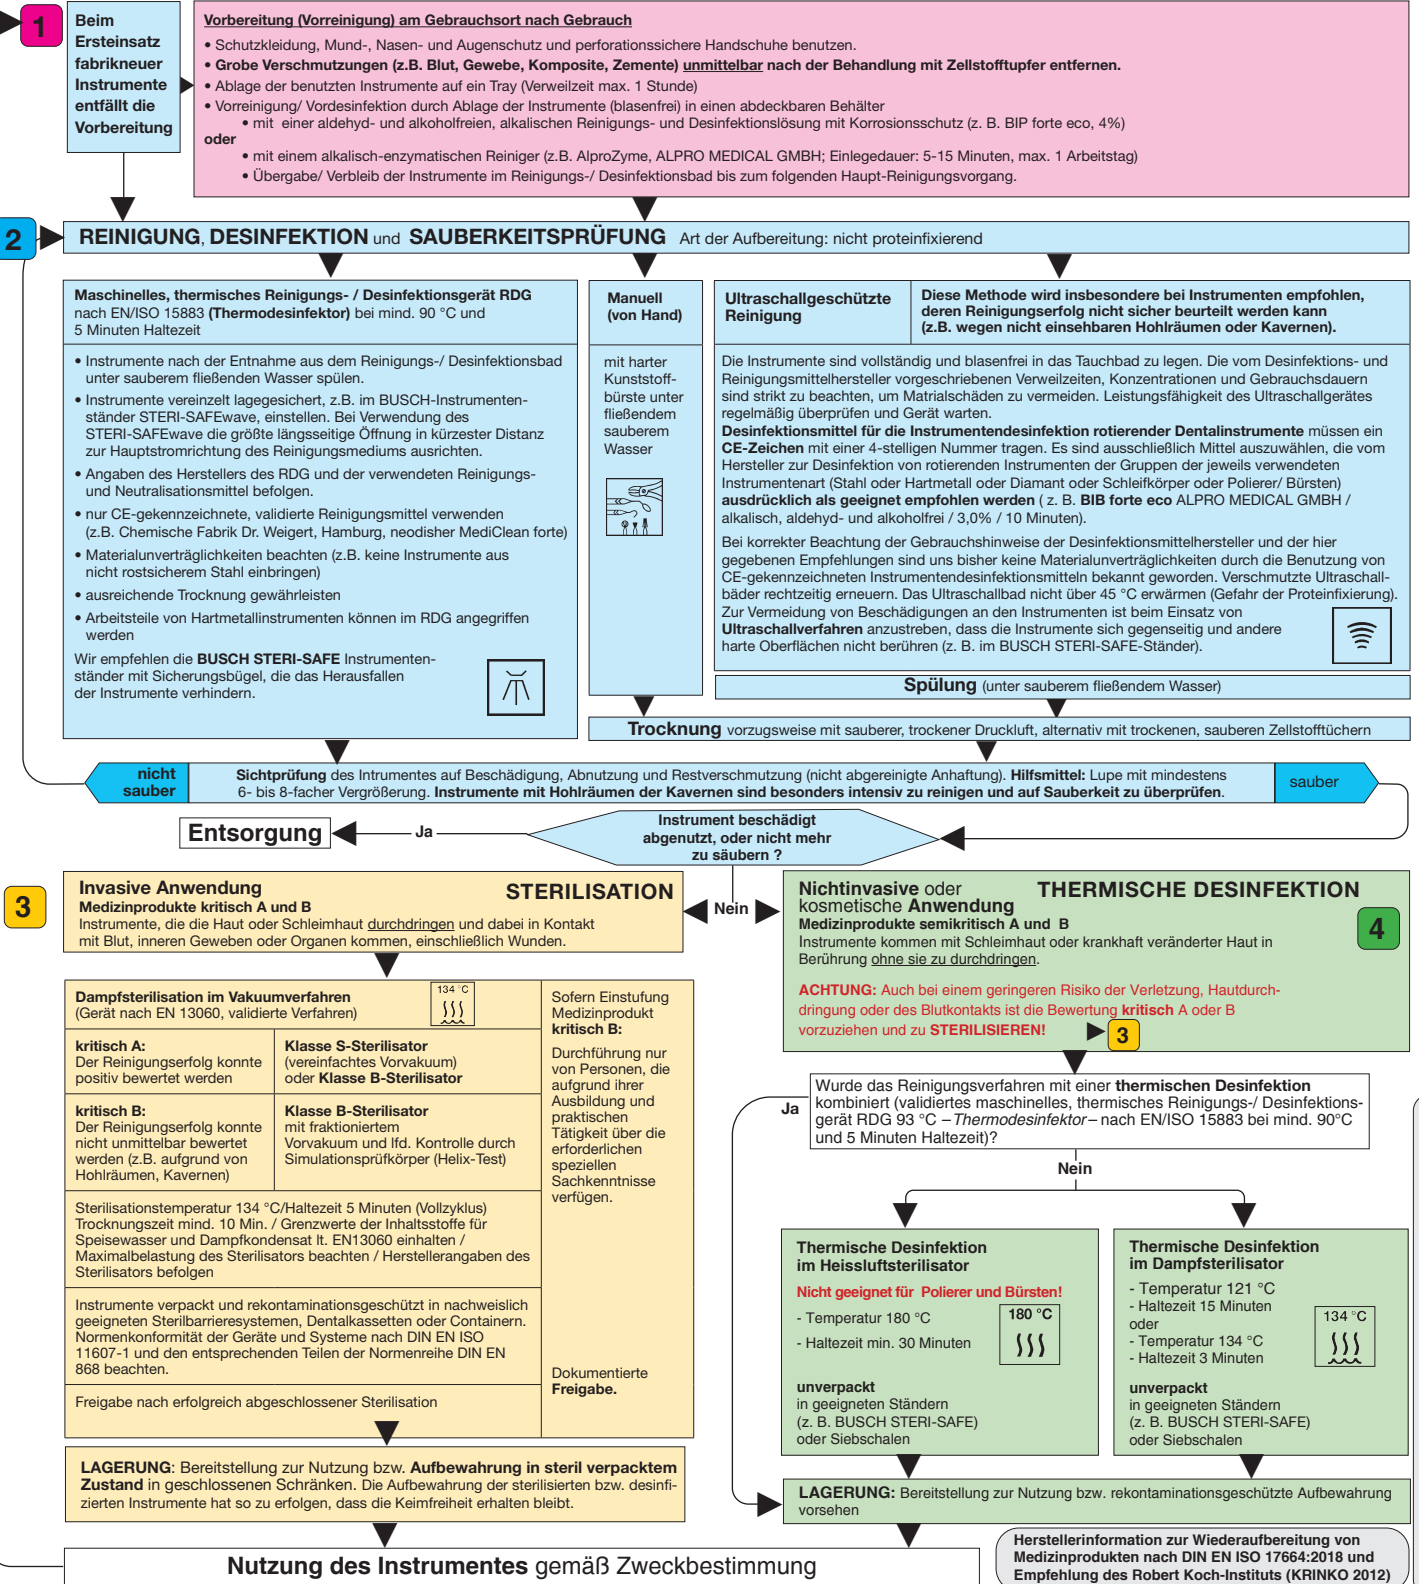 1
Beim
Ersteinsatz
fabrikneuer
Instrumente
entfällt die
Vorbereitung
Vorbereitung (Vorreinigung) am Gebrauchsort nach Gebrauch
• Schutzkleidung, Mund-, Nasen- und Augenschutz und perforationssichere Handschuhe benutzen.
• Grobe Verschmutzungen (z.B. Blut, Gewebe, Komposite, Zemente) unmittelbar nach der Behandlung mit Zellstofftupfer entfernen.
• Ablage der benutzten Instrumente auf ein Tray (Verweilzeit max. 1 Stunde)
• Vorreinigung/ Vordesinfektion durch Ablage der Instrumente (blasenfrei) in einen abdeckbaren Behälter
• mit einer aldehyd- und alkoholfreien, alkalischen Reinigungs- und Desinfektionslösung mit Korrosionsschutz (z. B. BIP forte eco, 4%)
oder
• mit einem alkalisch-enzymatischen Reiniger (z.B. AlproZyme, ALPRO MEDICAL GMBH; Einlegedauer: 5-15 Minuten, max. 1 Arbeitstag)
• Übergabe/ Verbleib der Instrumente im Reinigungs-/ Desinfektionsbad bis zum folgenden Haupt-Reinigungsvorgang.
2
REINIGUNG, DESINFEKTION und SAUBERKEITSPRÜFUNG Art der Aufbereitung: nicht proteinfixierend
Maschinelles, thermisches Reinigungs- / Desinfektionsgerät RDG
nach EN/ISO 15883 (Thermodesinfektor) bei mind. 90 °C und
5 Minuten Haltezeit
• Instrumente nach der Entnahme aus dem Reinigungs-/ Desinfektionsbad
unter sauberem fließenden Wasser spülen.
• Instrumente vereinzelt lagegesichert, z.B. im BUSCH-Instrumenten-
ständer STERI-SAFEwave, einstellen. Bei Verwendung des
STERI-SAFEwave die größte längsseitige Öffnung in kürzester Distanz
zur Hauptstromrichtung des Reinigungsmediums ausrichten.
• Angaben des Herstellers des RDG und der verwendeten Reinigungs-
und Neutralisationsmittel befolgen.
• nur CE-gekennzeichnete, validierte Reinigungsmittel verwenden
(z.B. Chemische Fabrik Dr. Weigert, Hamburg, neodisher MediClean forte)
• Materialunverträglichkeiten beachten (z.B. keine Instrumente aus
nicht rostsicherem Stahl einbringen)
• ausreichende Trocknung gewährleisten
• Arbeitsteile von Hartmetallinstrumenten können im RDG angegriffen
werden
Wir empfehlen die BUSCH STERI-SAFE Instrumenten-
ständer mit Sicherungsbügel, die das Herausfallen
der Instrumente verhindern.
Manuell
(von Hand)
mit harter
Kunststoff-
bürste unter
fließendem
sauberem
Wasser
Ultraschallgeschützte
Reinigung
Diese Methode wird insbesondere bei Instrumenten empfohlen,
deren Reinigungserfolg nicht sicher beurteilt werden kann
(z.B. wegen nicht einsehbaren Hohlräumen oder Kavernen).
Die Instrumente sind vollständig und blasenfrei in das Tauchbad zu legen. Die vom Desinfektions- und
Reinigungsmittelhersteller vorgeschriebenen Verweilzeiten, Konzentrationen und Gebrauchsdauern
sind strikt zu beachten, um Matrialschäden zu vermeiden. Leistungsfähigkeit des Ultraschallgerätes
regelmäßig überprüfen und Gerät warten.
Desinfektionsmittel für die Instrumentendesinfektion rotierender Dentalinstrumente müssen ein
CE-Zeichen mit einer 4-stelligen Nummer tragen. Es sind ausschließlich Mittel auszuwählen, die vom
Hersteller zur Desinfektion von rotierenden Instrumenten der Gruppen der jeweils verwendeten
Instrumentenart (Stahl oder Hartmetall oder Diamant oder Schleifkörper oder Polierer/ Bürsten)
ausdrücklich als geeignet empfohlen werden ( z. B. BIB forte eco ALPRO MEDICAL GMBH /
alkalisch, aldehyd- und alkoholfrei / 3,0% / 10 Minuten).
Bei korrekter Beachtung der Gebrauchshinweise der Desinfektionsmittelhersteller und der hier
gegebenen Empfehlungen sind uns bisher keine Materialunverträglichkeiten durch die Benutzung von
CE-gekennzeichneten Instrumentendesinfektionsmitteln bekannt geworden. Verschmutzte Ultraschall-
bäder rechtzeitig erneuern. Das Ultraschallbad nicht über 45 °C erwärmen (Gefahr der Proteinfixierung).
Zur Vermeidung von Beschädigungen an den Instrumenten ist beim Einsatz von
Ultraschallverfahren anzustreben, dass die Instrumente sich gegenseitig und andere
harte Oberflächen nicht berühren (z. B. im BUSCH STERI-SAFE-Ständer).
Spülung (unter sauberem fließendem Wasser)
Trocknung vorzugsweise mit sauberer, trockener Druckluft, alternativ mit trockenen, sauberen Zellstofftüchern
nicht
sauber
Sichtprüfung des Intrumentes auf Beschädigung, Abnutzung und Restverschmutzung (nicht abgereinigte Anhaftung). Hilfsmittel: Lupe mit mindestens
6- bis 8-facher Vergrößerung. Instrumente mit Hohlräumen der Kavernen sind besonders intensiv zu reinigen und auf Sauberkeit zu überprüfen.
sauber
Entsorgung
Ja
Instrument beschädigt
abgenutzt, oder nicht mehr
zu säubern ?
Nein
3
Invasive Anwendung
STERILISATION
Medizinprodukte kritisch A und B
Instrumente, die die Haut oder Schleimhaut durchdringen und dabei in Kontakt
mit Blut, inneren Geweben oder Organen kommen, einschließlich Wunden.
Dampfsterilisation im Vakuumverfahren
(Gerät nach EN 13060, validierte Verfahren)
134 °C
kritisch A:
Der Reinigungserfolg konnte
positiv bewertet werden
Klasse S-Sterilisator
(vereinfachtes Vorvakuum)
oder Klasse B-Sterilisator
kritisch B:
Der Reinigungserfolg konnte
nicht unmittelbar bewertet
werden (z.B. aufgrund von
Hohlräumen, Kavernen)
Klasse B-Sterilisator
mit fraktioniertem
Vorvakuum und lfd. Kontrolle durch
Simulationsprüfkörper (Helix-Test)
Sterilisationstemperatur 134 °C/Haltezeit 5 Minuten (Vollzyklus)
Trocknungszeit mind. 10 Min. / Grenzwerte der Inhaltsstoffe für
Speisewasser und Dampfkondensat lt. EN13060 einhalten /
Maximalbelastung des Sterilisators beachten / Herstellerangaben des
Sterilisators befolgen
Instrumente verpackt und rekontaminationsgeschützt in nachweislich
geeigneten Sterilbarrieresystemen, Dentalkassetten oder Containern.
Normenkonformität der Geräte und Systeme nach DIN EN ISO
11607-1 und den entsprechenden Teilen der Normenreihe DIN EN
868 beachten.
Freigabe nach erfolgreich abgeschlossener Sterilisation
Sofern Einstufung
Medizinprodukt
kritisch B:
Durchführung nur
von Personen, die
aufgrund ihrer
Ausbildung und
praktischen
Tätigkeit über die
erforderlichen
speziellen
Sachkenntnisse
verfügen.
Dokumentierte
Freigabe.
LAGERUNG: Bereitstellung zur Nutzung bzw. Aufbewahrung in steril verpacktem
Zustand in geschlossenen Schränken. Die Aufbewahrung der sterilisierten bzw. desinfi-
zierten Instrumente hat so zu erfolgen, dass die Keimfreiheit erhalten bleibt.
Nichtinvasive oder
kosmetische Anwendung
THERMISCHE DESINFEKTION
4
Medizinprodukte semikritisch A und B
Instrumente kommen mit Schleimhaut oder krankhaft veränderter Haut in
Berührung ohne sie zu durchdringen.
ACHTUNG: Auch bei einem geringeren Risiko der Verletzung, Hautdurch-
dringung oder des Blutkontakts ist die Bewertung kritisch A oder B
vorzuziehen und zu STERILISIEREN!
3
Wurde das Reinigungsverfahren mit einer thermischen Desinfektion
kombiniert (validiertes maschinelles, thermisches Reinigungs-/ Desinfektions-
gerät RDG 93 °C – Thermodesinfektor – nach EN/ISO 15883 bei mind. 90°C
und 5 Minuten Haltezeit)?
Ja
Nein
Thermische Desinfektion
im Heissluftsterilisator
Nicht geeignet für Polierer und Bürsten!
- Temperatur 180 °C
- Haltezeit min. 30 Minuten
180 °C
unverpackt
in geeigneten Ständern
(z. B. BUSCH STERI-SAFE)
oder Siebschalen
Thermische Desinfektion
im Dampfsterilisator
- Temperatur 121 °C
- Haltezeit 15 Minuten
oder
- Temperatur 134 °C
- Haltezeit 3 Minuten
134 °C
unverpackt
in geeigneten Ständern
(z. B. BUSCH STERI-SAFE)
oder Siebschalen
LAGERUNG: Bereitstellung zur Nutzung bzw. rekontaminationsgeschützte Aufbewahrung
vorsehen
Nutzung des Instrumentes gemäß Zweckbestimmung
Herstellerinformation zur Wiederaufbereitung von
Medizinprodukten nach DIN EN ISO 17664:2018 und
Empfehlung des Robert Koch-Instituts (KRINKO 2012)